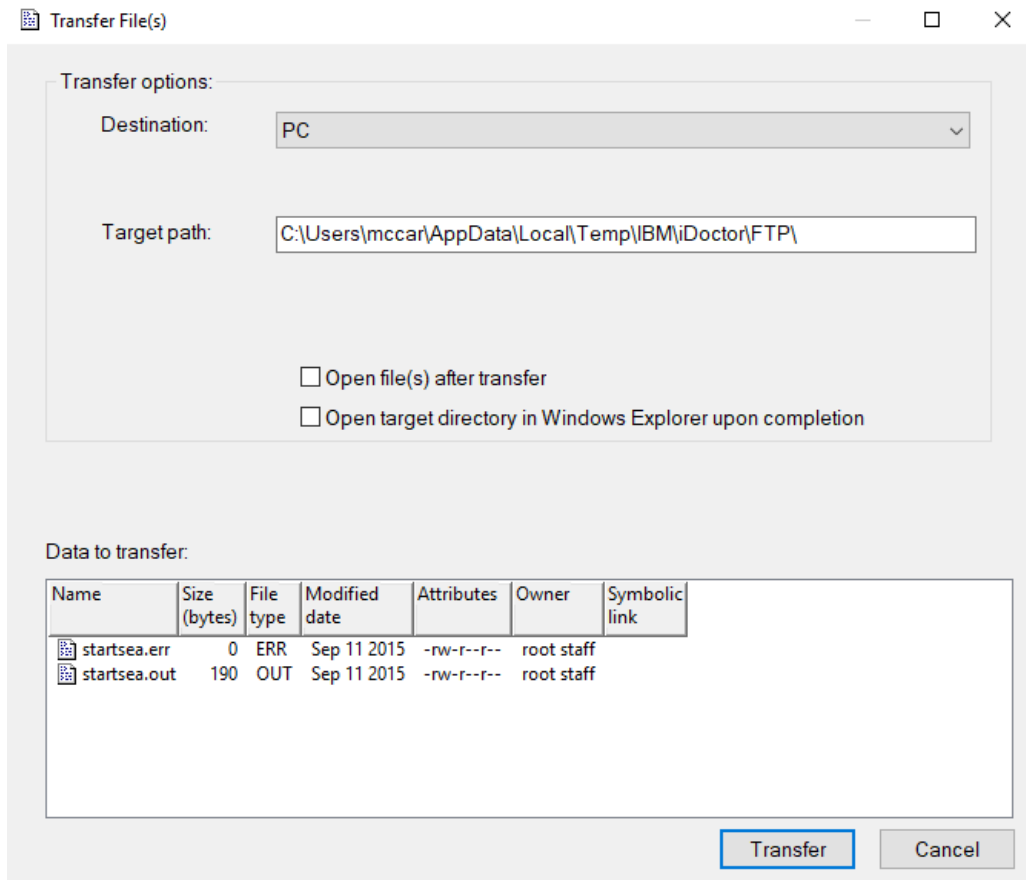 Transfer File(s)
Transfer options:
Destination: PC
Target path: C:\Users\mccar\AppData\Local\Temp\IBM\iDoctor\FTP\
Open file(s) after transfer
Open target directory in Windows Explorer upon completion
Data to transfer:
Name Size (bytes) File type Modified date Attributes Owner Symbolic link
startsea.err 0 ERR Sep 11 2015 -rw-r--r-- root staff
startsea.out 190 OUT Sep 11 2015 -rw-r--r-- root staff
Transfer Cancel